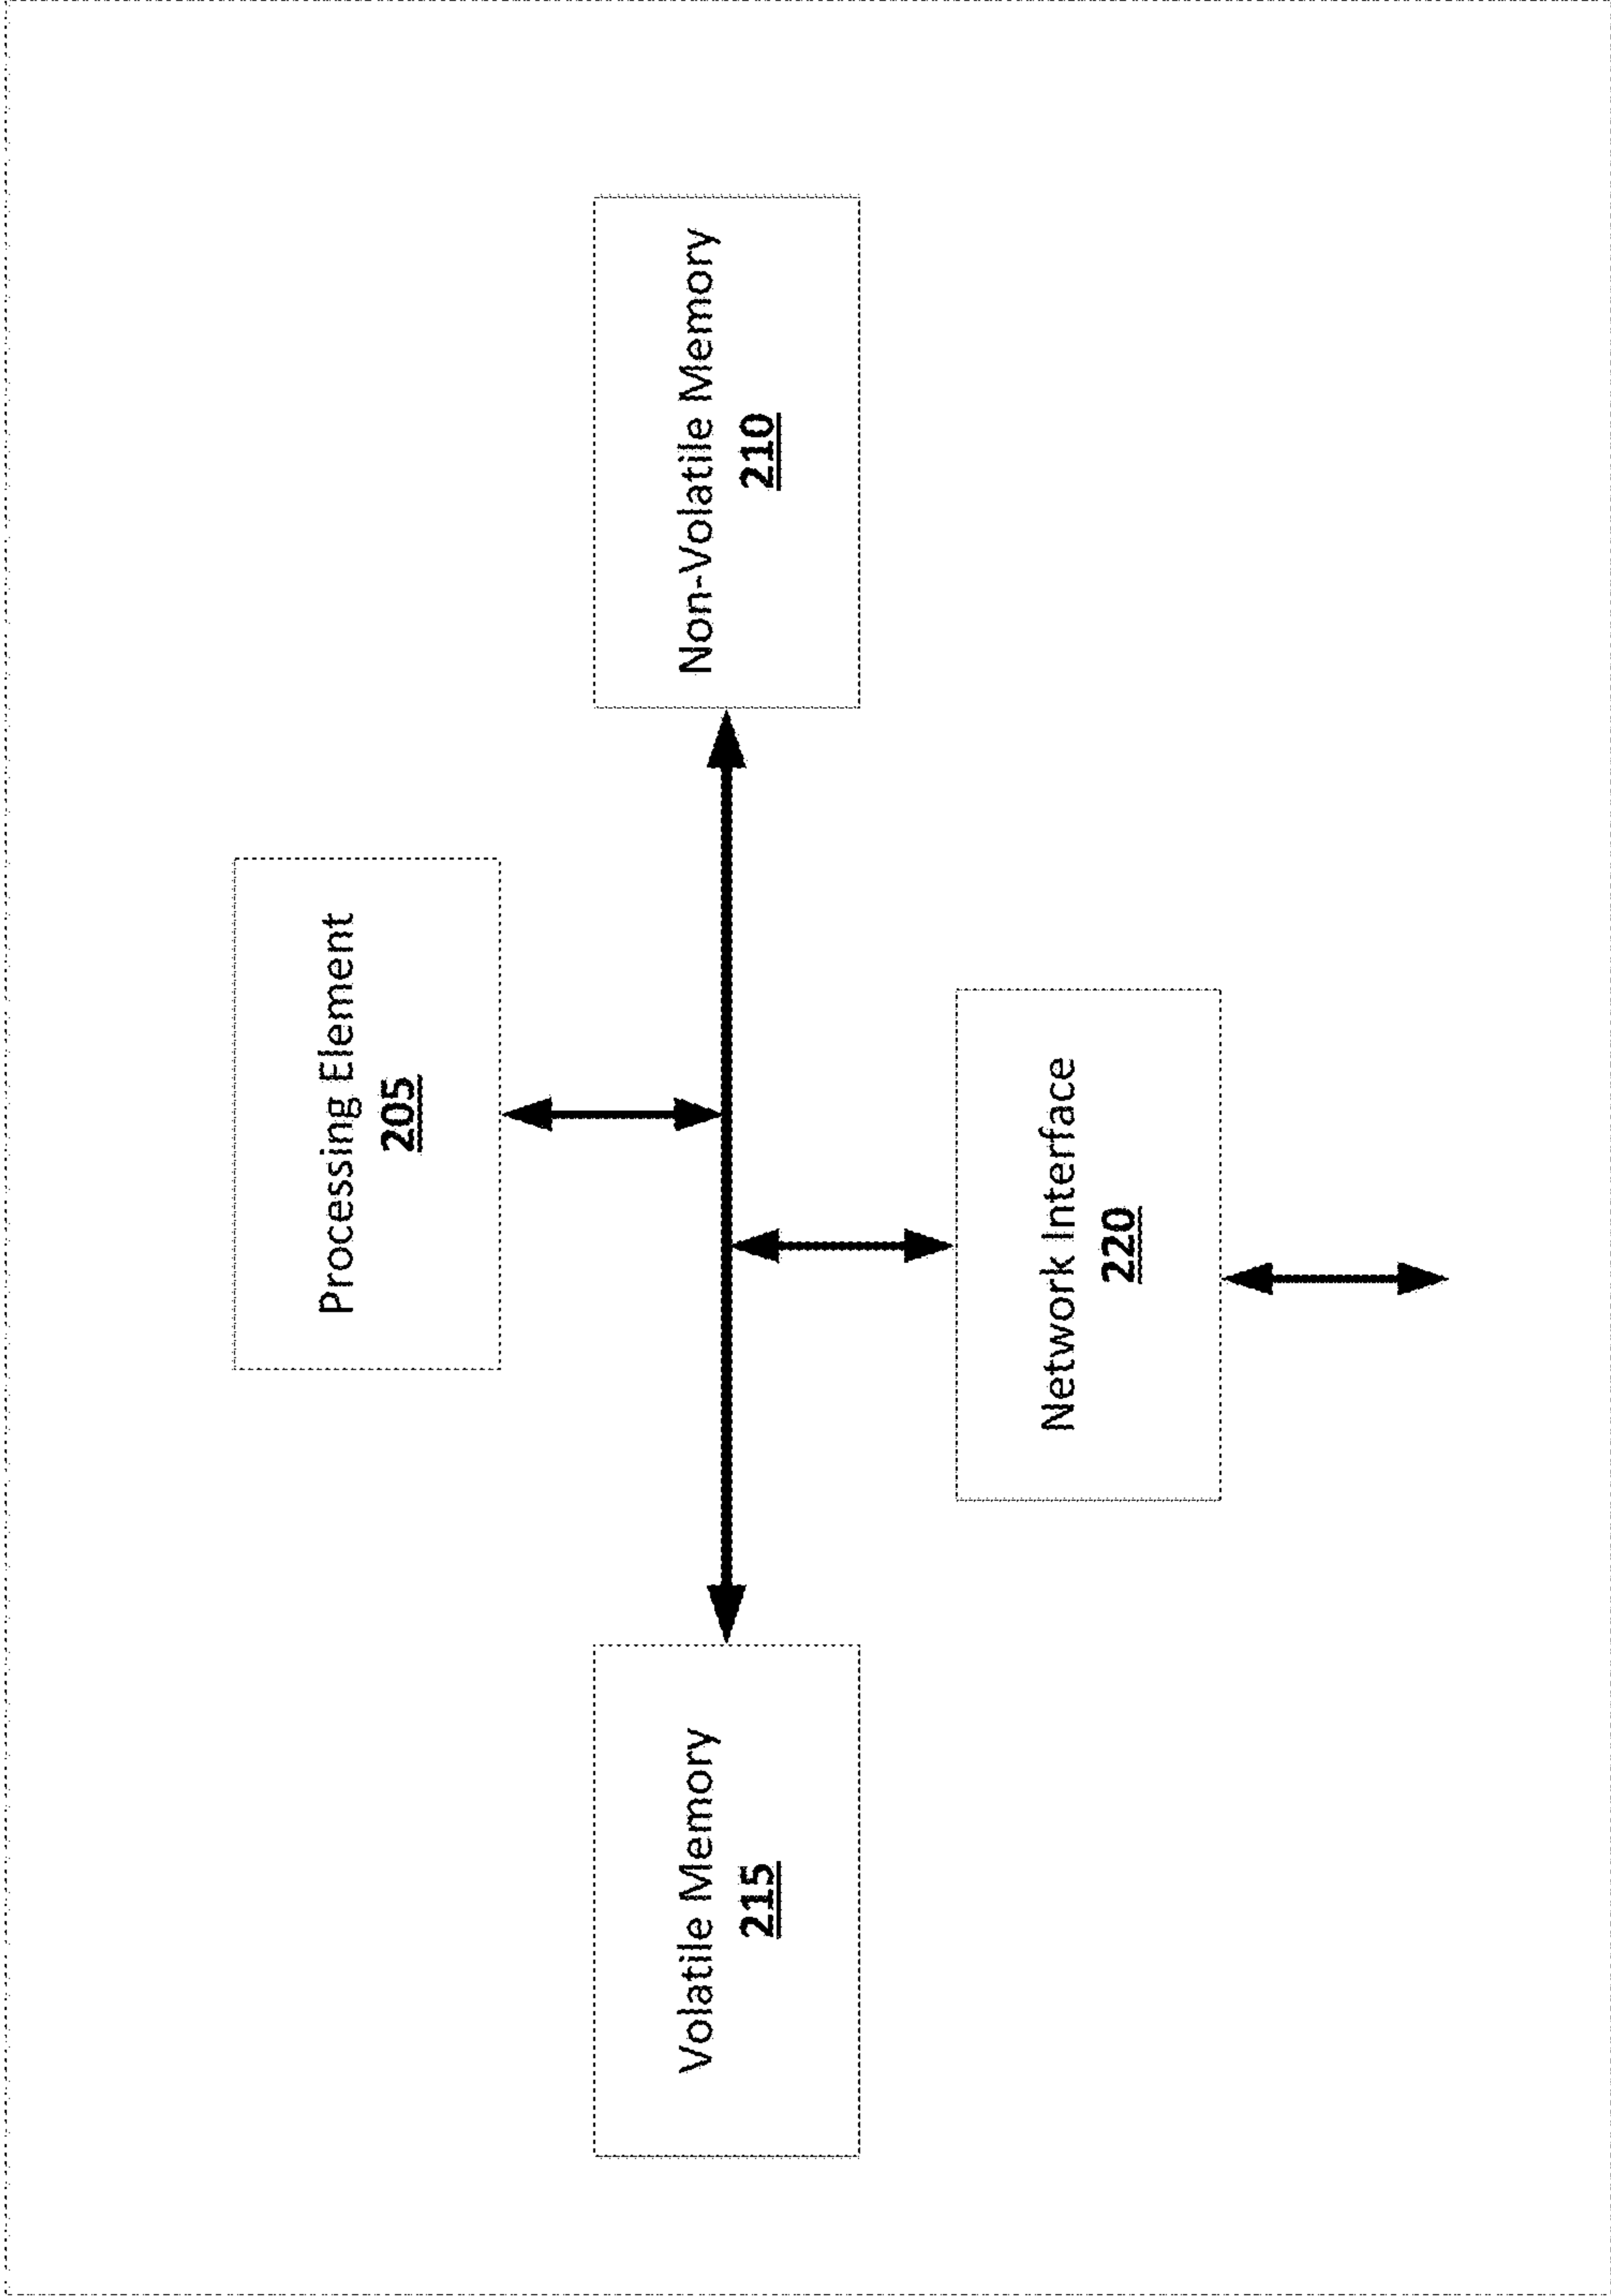 Processing Element
205
Volatile Memory
215
Non-Volatile Memory
210
Network Interface
220